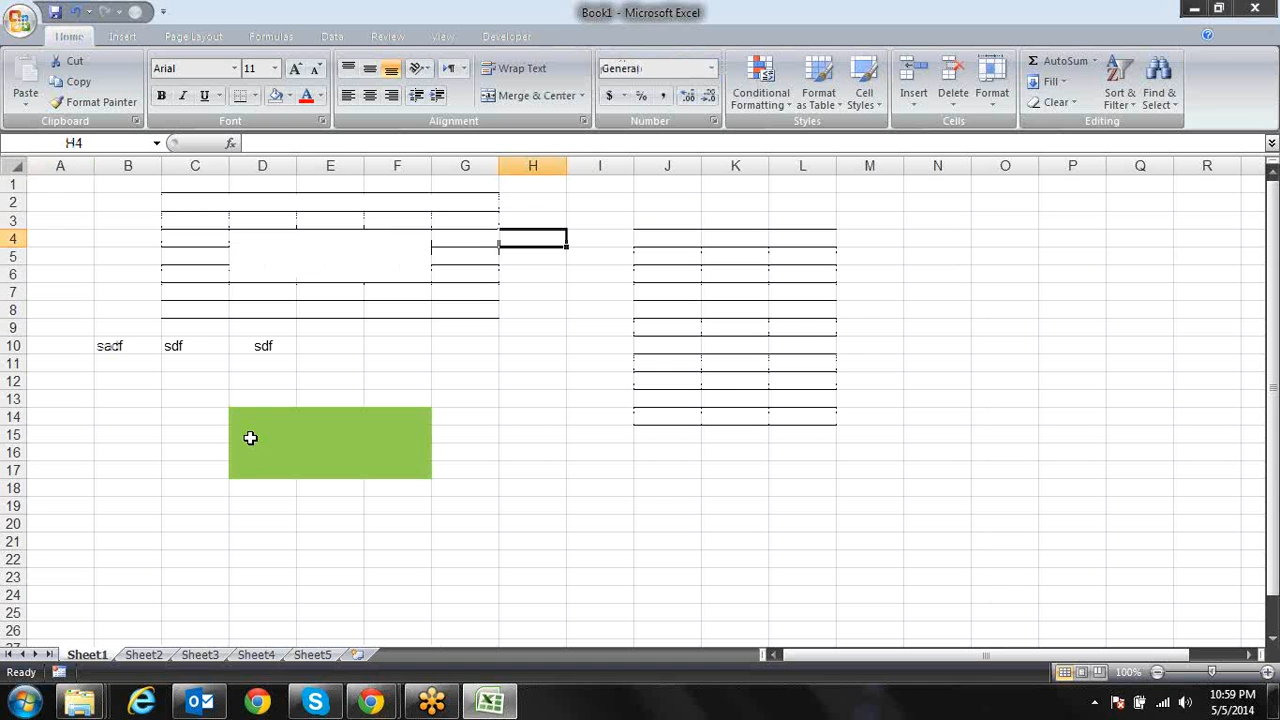 Book1 - Microsoft Excel
Home Insert Page Layout Formulas Data Review View Developer
Paste
Cut
Copy
Format Painter
Clipboard
Arial 11
B I U
Font
Wrap Text
Merge & Center
Alignment
General
$ % ,
Number
Conditional Formatting
Format as Table
Cell Styles
Styles
Insert Delete Format
Cells
AutoSum
Fill
Clear
Sort & Filter
Find & Select
Editing
H4 fx
A B C D E F G H I J K L M N O P Q R
1
2
3
4
5
6
7
8
9
10 sadf sdf sdf
11
12
13
14
15
16
17
18
19
20
21
22
23
24
25
26
27
Sheet1 Sheet2 Sheet3 Sheet4 Sheet5
Ready 100%
10:59 PM
5/5/2014